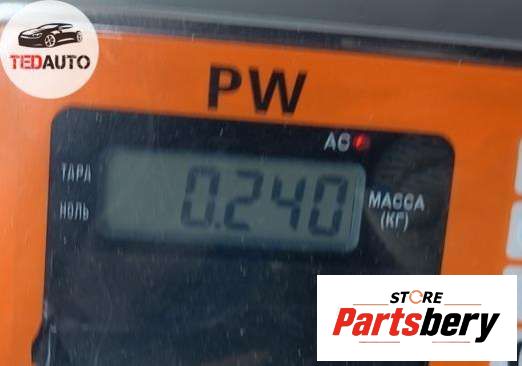 TEDAUTO
PW
AC
ТАРА
0.240
НОЛЬ
МАССА
(КГ)
STORE
Partsbery